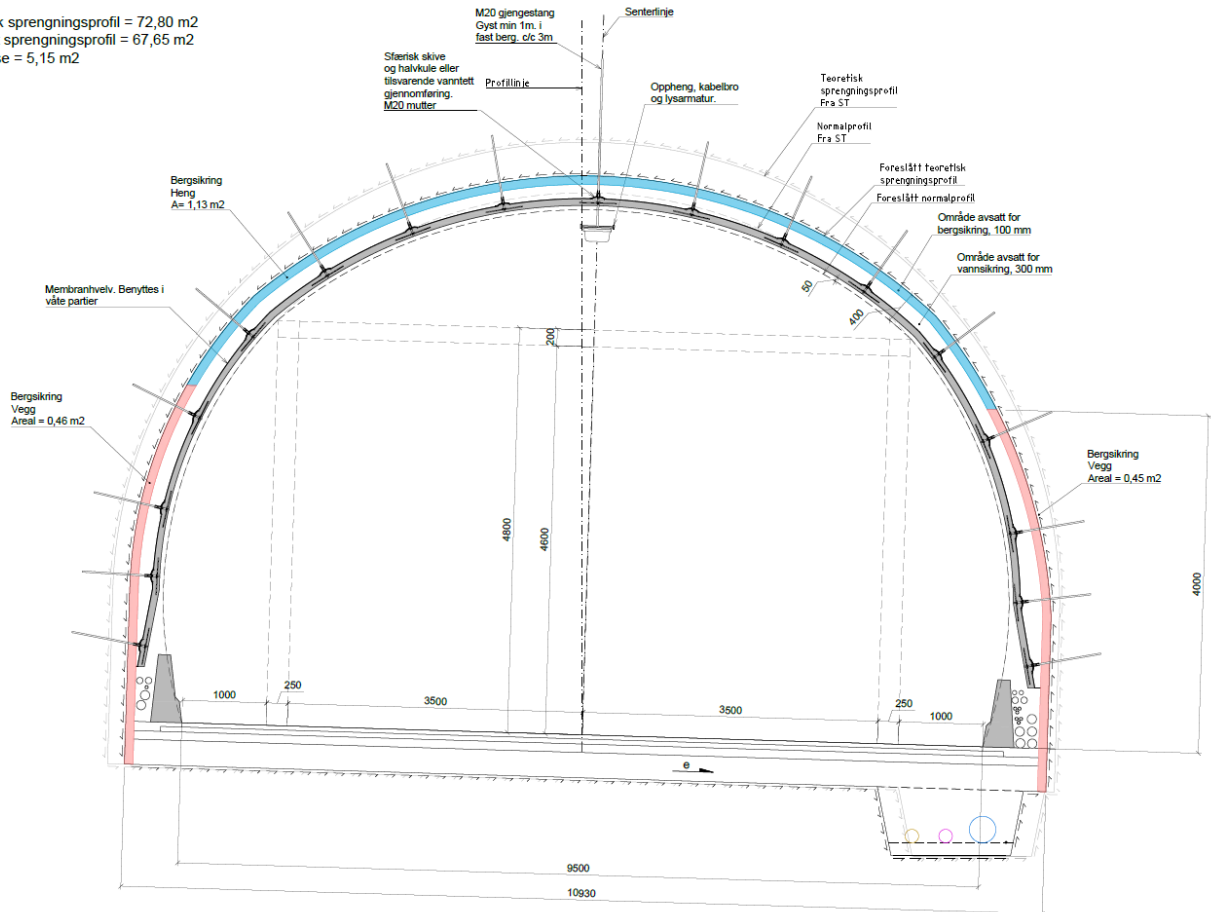 k sprengningsprofil = 72,80 m2
sprengningsprofil = 67,65 m2
se = 5,15 m2
M20 gjengestang
Gyst min 1m. i
fast berg. c/c 3m
Senterlinje
Sfærisk skive
og halvkule eller
tilsvarende vanntett
gjennomføring.
M20 mutter
Profillinje
Oppheng, kabelbro
og lysarmatur.
Teoretisk
sprengningsprofil
Fra ST
Normalprofil
Fra ST
Foreslått teoretisk
sprengningsprofil
Foreslått normalprofil
Område avsatt for
bergsikring, 100 mm
Område avsatt for
vannsikring, 300 mm
Bergsikring
Heng
A= 1,13 m2
Membranhvelv. Benyttes i
våte partier
Bergsikring
Vegg
Areal = 0,46 m2
Bergsikring
Vegg
Areal = 0,45 m2
50
400
200
4800
4600
4000
1000
250
3500
3500
250
1000
e
9500
10930